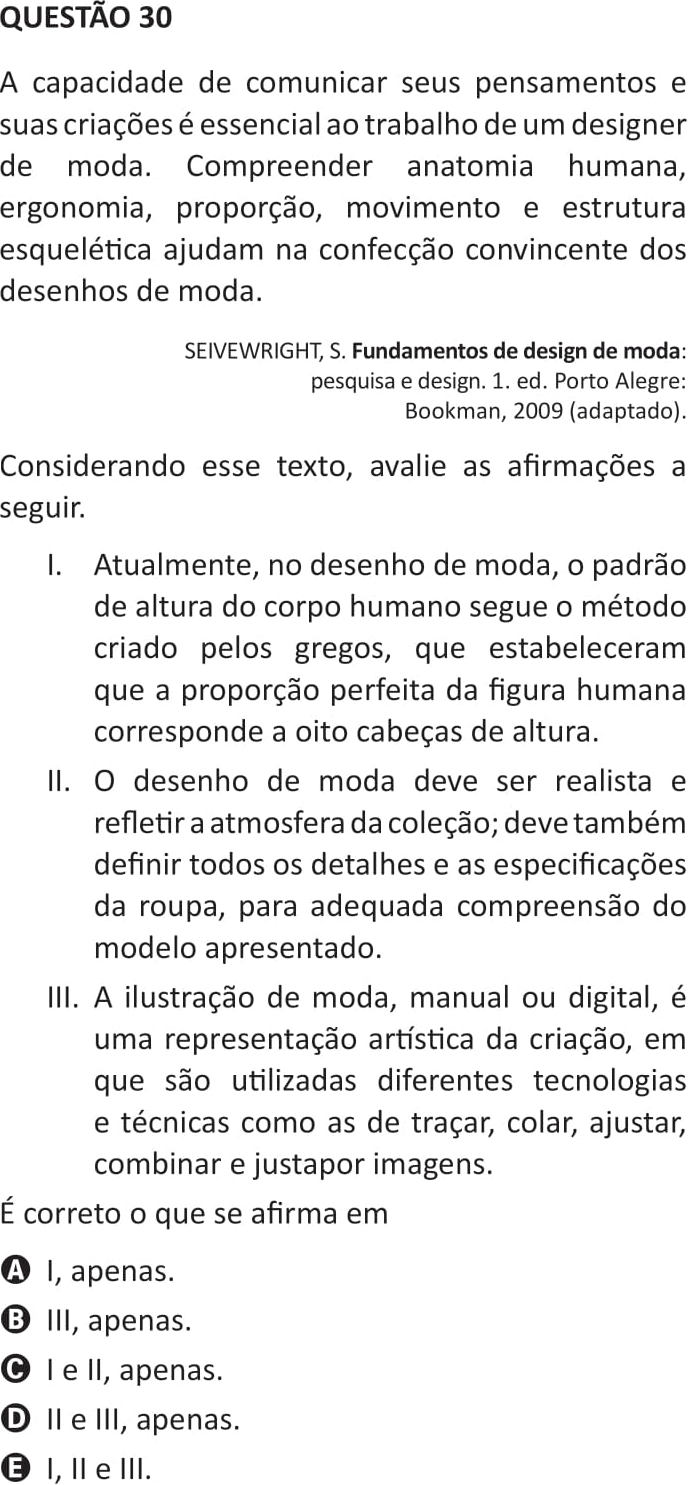 QUESTÃO 30
A capacidade de comunicar seus pensamentos e
suas criações é essencial ao trabalho de um designer
de moda. Compreender anatomia humana,
ergonomia, proporção, movimento e estrutura
esquelética ajudam na confecção convincente dos
desenhos de moda.
SEIVEWRIGHT, S. Fundamentos de design de moda:
pesquisa e design. 1. ed. Porto Alegre:
Bookman, 2009 (adaptado).
Considerando esse texto, avalie as afirmações a
seguir.
I. Atualmente, no desenho de moda, o padrão
de altura do corpo humano segue o método
criado pelos gregos, que estabeleceram
que a proporção perfeita da figura humana
corresponde a oito cabeças de altura.
II. O desenho de moda deve ser realista e
refletir a atmosfera da coleção; deve também
definir todos os detalhes e as especificações
da roupa, para adequada compreensão do
modelo apresentado.
III. A ilustração de moda, manual ou digital, é
uma representação artística da criação, em
que são utilizadas diferentes tecnologias
e técnicas como as de traçar, colar, ajustar,
combinar e justapor imagens.
É correto o que se afirma em
A I, apenas.
B III, apenas.
C I e II, apenas.
D II e III, apenas.
E I, II e III.